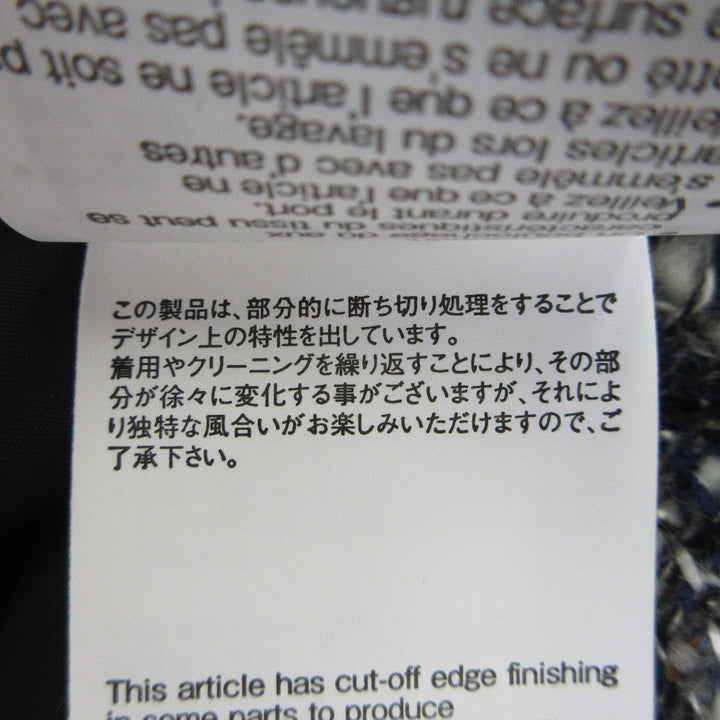 surface rugueuse
otté ou ne s'emmêle pas avec
que l'article ne soit
Veillez à ce que l'article ne
articles lors du lavage.
s'emmêle pas avec d'autres
Veillez à ce que l'article ne
produire durant le port.
caractéristiques du tissu peut se
aux
この製品は、部分的に断ち切り処理をすることで
デザイン上の特性を出しています。
着用やクリーニングを繰り返すことにより、その部
分が徐々に変化する事がございますが、それによ
り独特な風合いがお楽しみいただけますので、ご
了承下さい。
This article has cut-off edge finishing
in some parts to produce